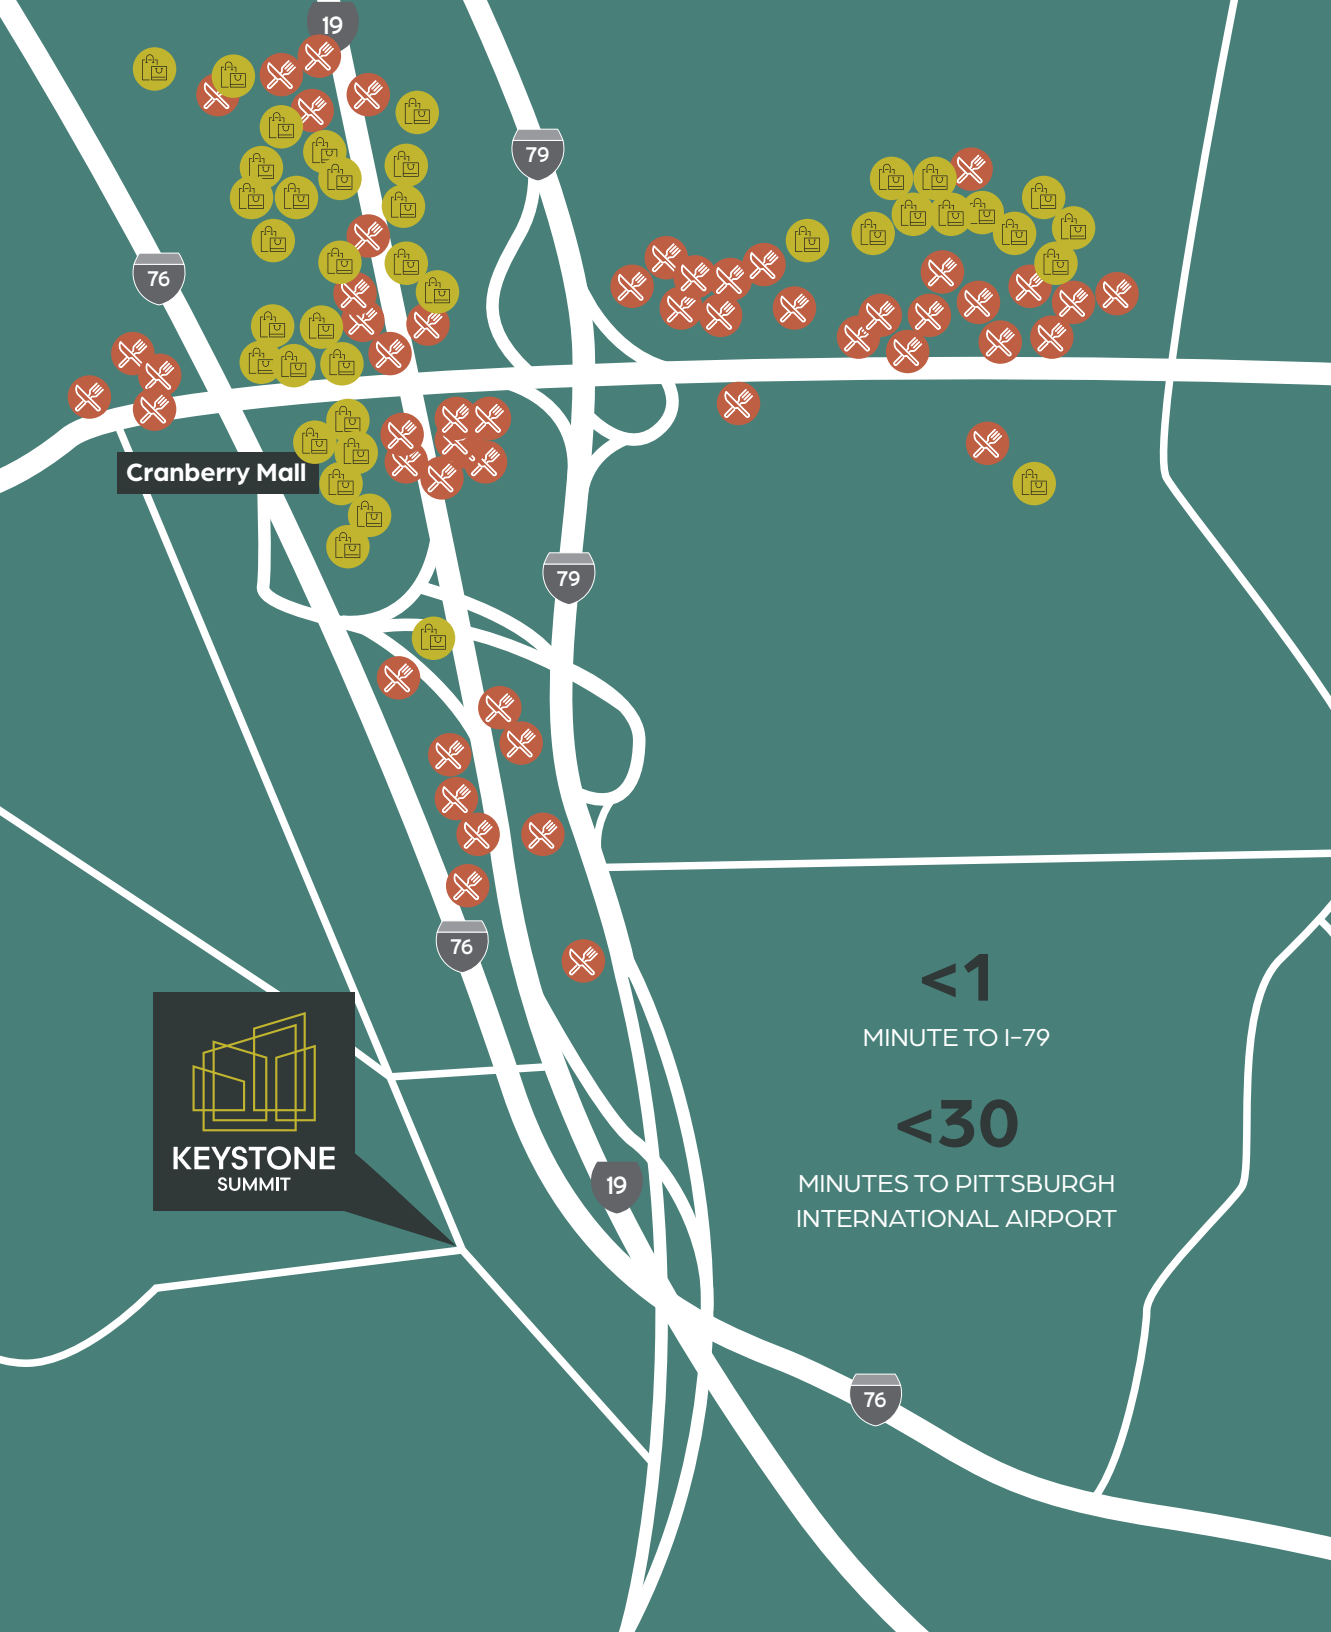 19
79
76
Cranberry Mall
79
76
<1
MINUTE TO I-79
<30
MINUTES TO PITTSBURGH
INTERNATIONAL AIRPORT
KEYSTONE
SUMMIT
19
76